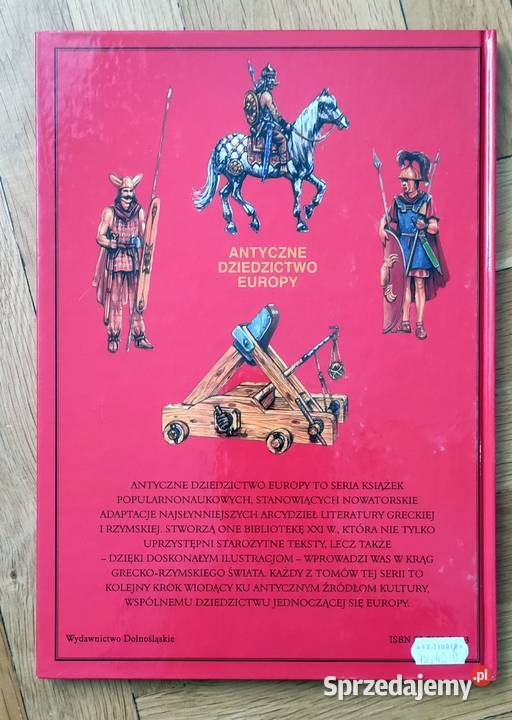 ANTYCZNE
DZIEDZICTWO
EUROPY
ANTYCZNE DZIEDZICTWO EUROPY TO SERIA KSIĄŻEK
POPULARNONAUKOWYCH, STANOWIĄCYCH NOWATORSKIE
ADAPTACJE NAJSŁYNNIEJSZYCH ARCYDZIEŁ LITERATURY GRECKIEJ
I RZYMSKIEJ. STWORZĄ ONE BIBLIOTEKĘ XXI W., KTÓRA NIE TYLKO
UPRZYSTĘPNI STAROŻYTNE TEKSTY, LECZ TAKŻE
– DZIĘKI DOSKONAŁYM ILUSTRACJOM – WPROWADZI WAS W KRĄG
GRECKO-RZYMSKIEGO ŚWIATA. KAŻDY Z TOMÓW TEJ SERII TO
KOLEJNY KROK WIODĄCY KU ANTYCZNYM ŹRÓDŁOM KULTURY,
WSPÓLNEMU DZIEDZICTWU JEDNOCZĄCEJ SIĘ EUROPY.
Wydawnictwo Dolnośląskie
ISBN
Sprzedajemy.pl